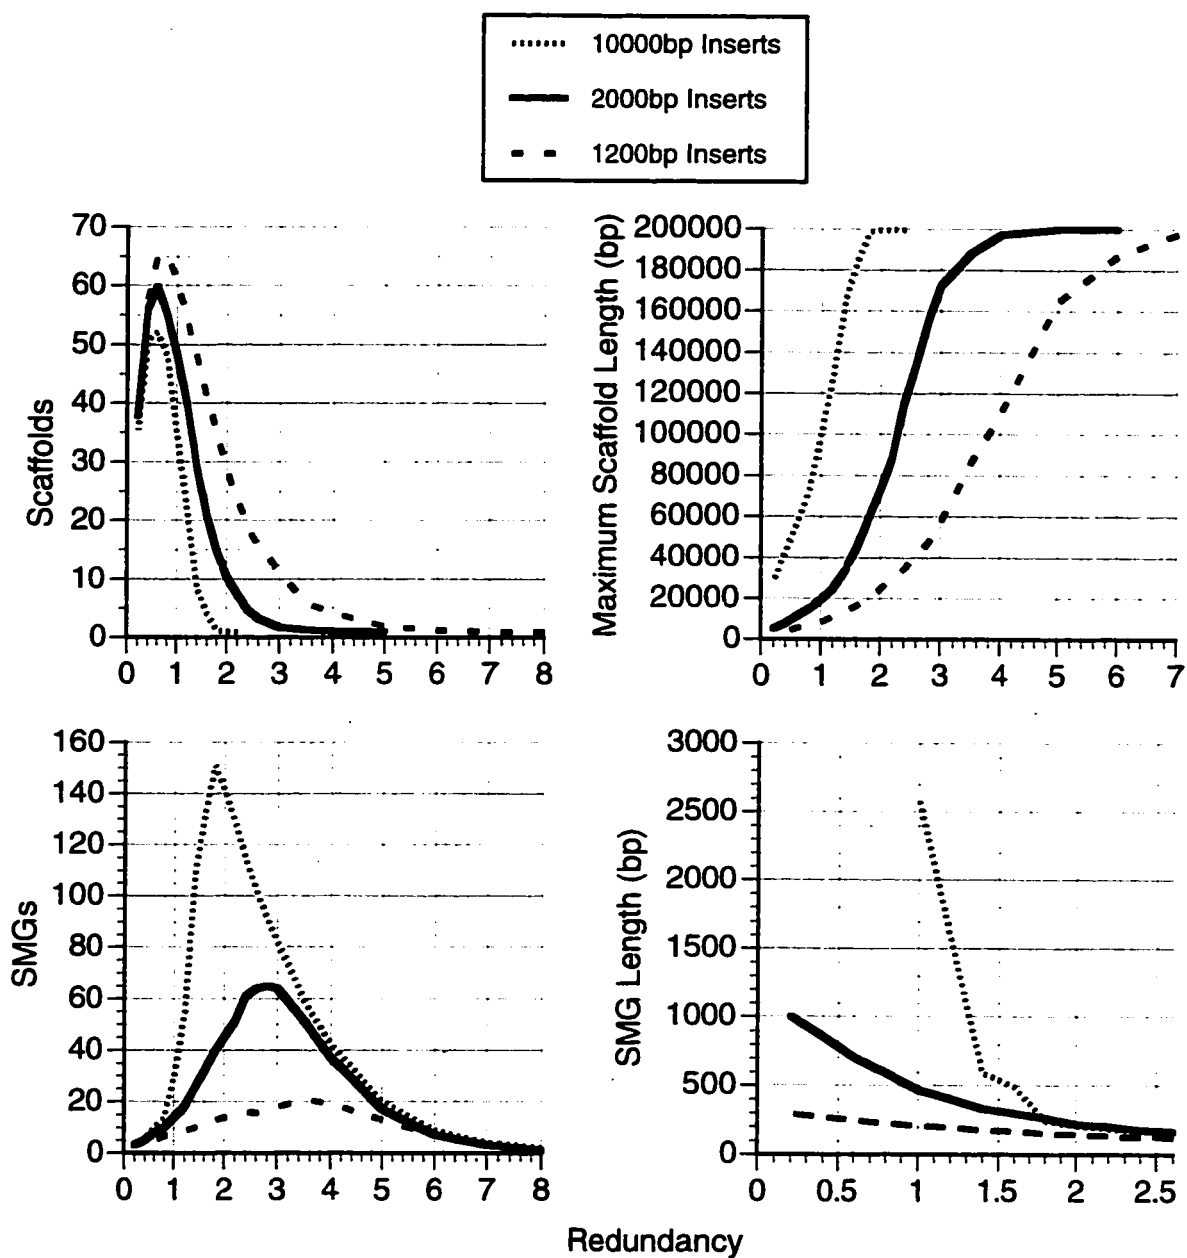 10000bp Inserts
2000bp Inserts
1200bp Inserts
70
60
50
40
30
20
10
0
Scaffolds
0 1 2 3 4 5 6 7 8
200000
180000
160000
140000
120000
100000
80000
60000
40000
20000
0
Maximum Scaffold Length (bp)
0 1 2 3 4 5 6 7
160
140
120
100
80
60
40
20
0
SMGs
0 1 2 3 4 5 6 7 8
3000
2500
2000
1500
1000
500
0
SMG Length (bp)
0 0.5 1 1.5 2 2.5
Redundancy